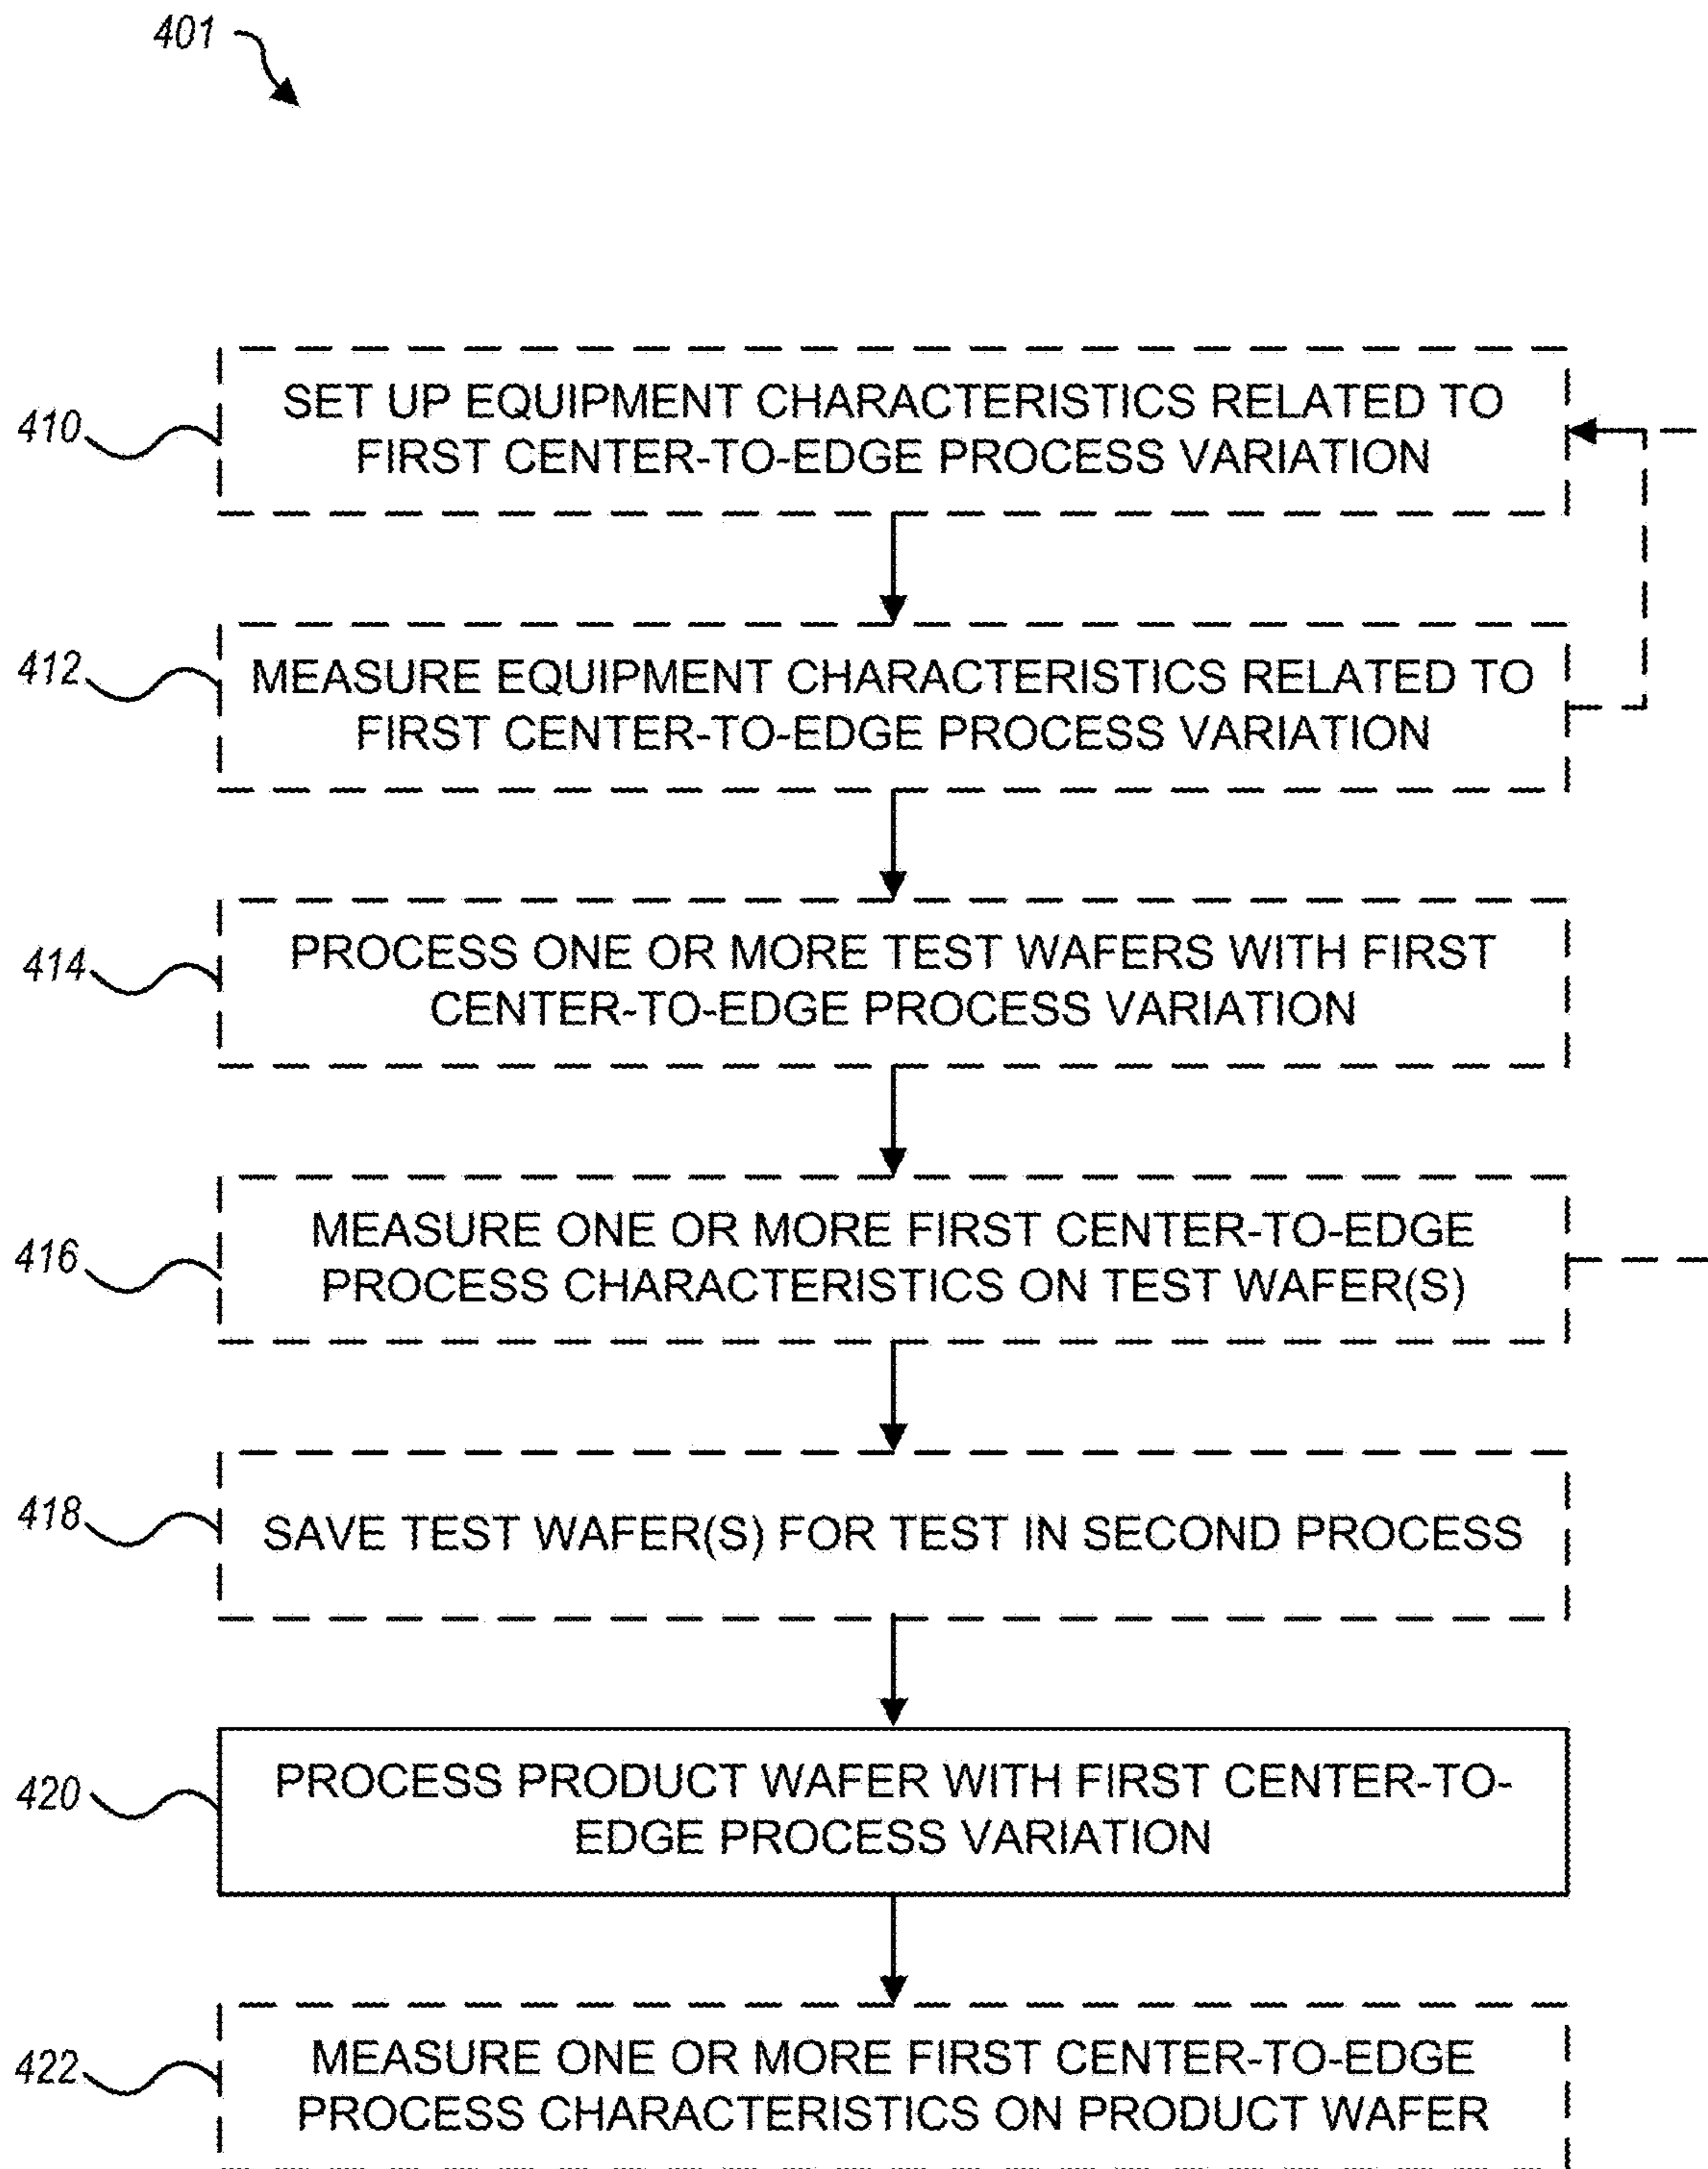 401
410
SET UP EQUIPMENT CHARACTERISTICS RELATED TO
FIRST CENTER-TO-EDGE PROCESS VARIATION
412
MEASURE EQUIPMENT CHARACTERISTICS RELATED TO
FIRST CENTER-TO-EDGE PROCESS VARIATION
414
PROCESS ONE OR MORE TEST WAFERS WITH FIRST
CENTER-TO-EDGE PROCESS VARIATION
416
MEASURE ONE OR MORE FIRST CENTER-TO-EDGE
PROCESS CHARACTERISTICS ON TEST WAFER(S)
418
SAVE TEST WAFER(S) FOR TEST IN SECOND PROCESS
420
PROCESS PRODUCT WAFER WITH FIRST CENTER-TO-
EDGE PROCESS VARIATION
422
MEASURE ONE OR MORE FIRST CENTER-TO-EDGE
PROCESS CHARACTERISTICS ON PRODUCT WAFER